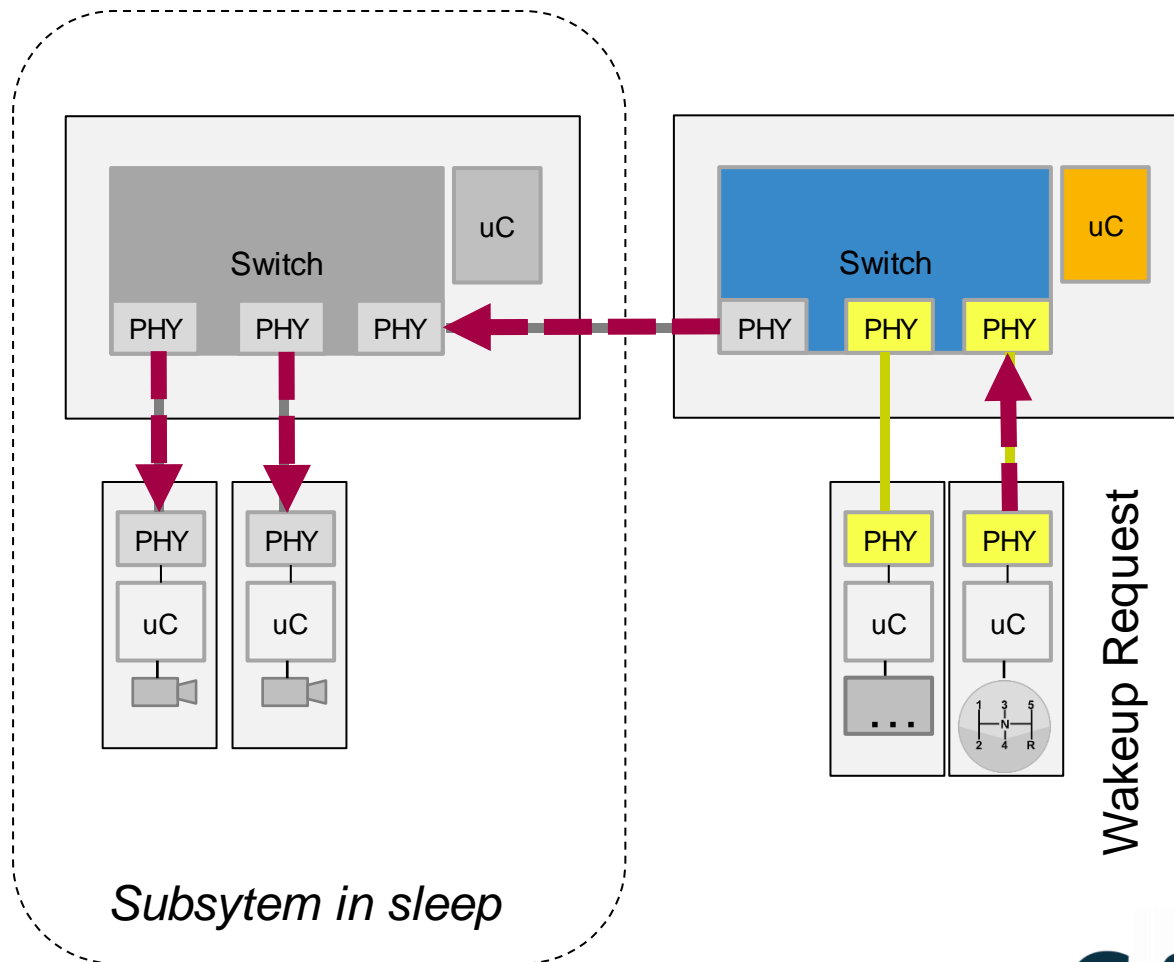 uC
uC
Switch
Switch
PHY PHY PHY
PHY PHY PHY
PHY PHY
PHY PHY
uC uC
uC uC
...
1 3 5
N
2 4 R
Wakeup Request
Subsytem in sleep